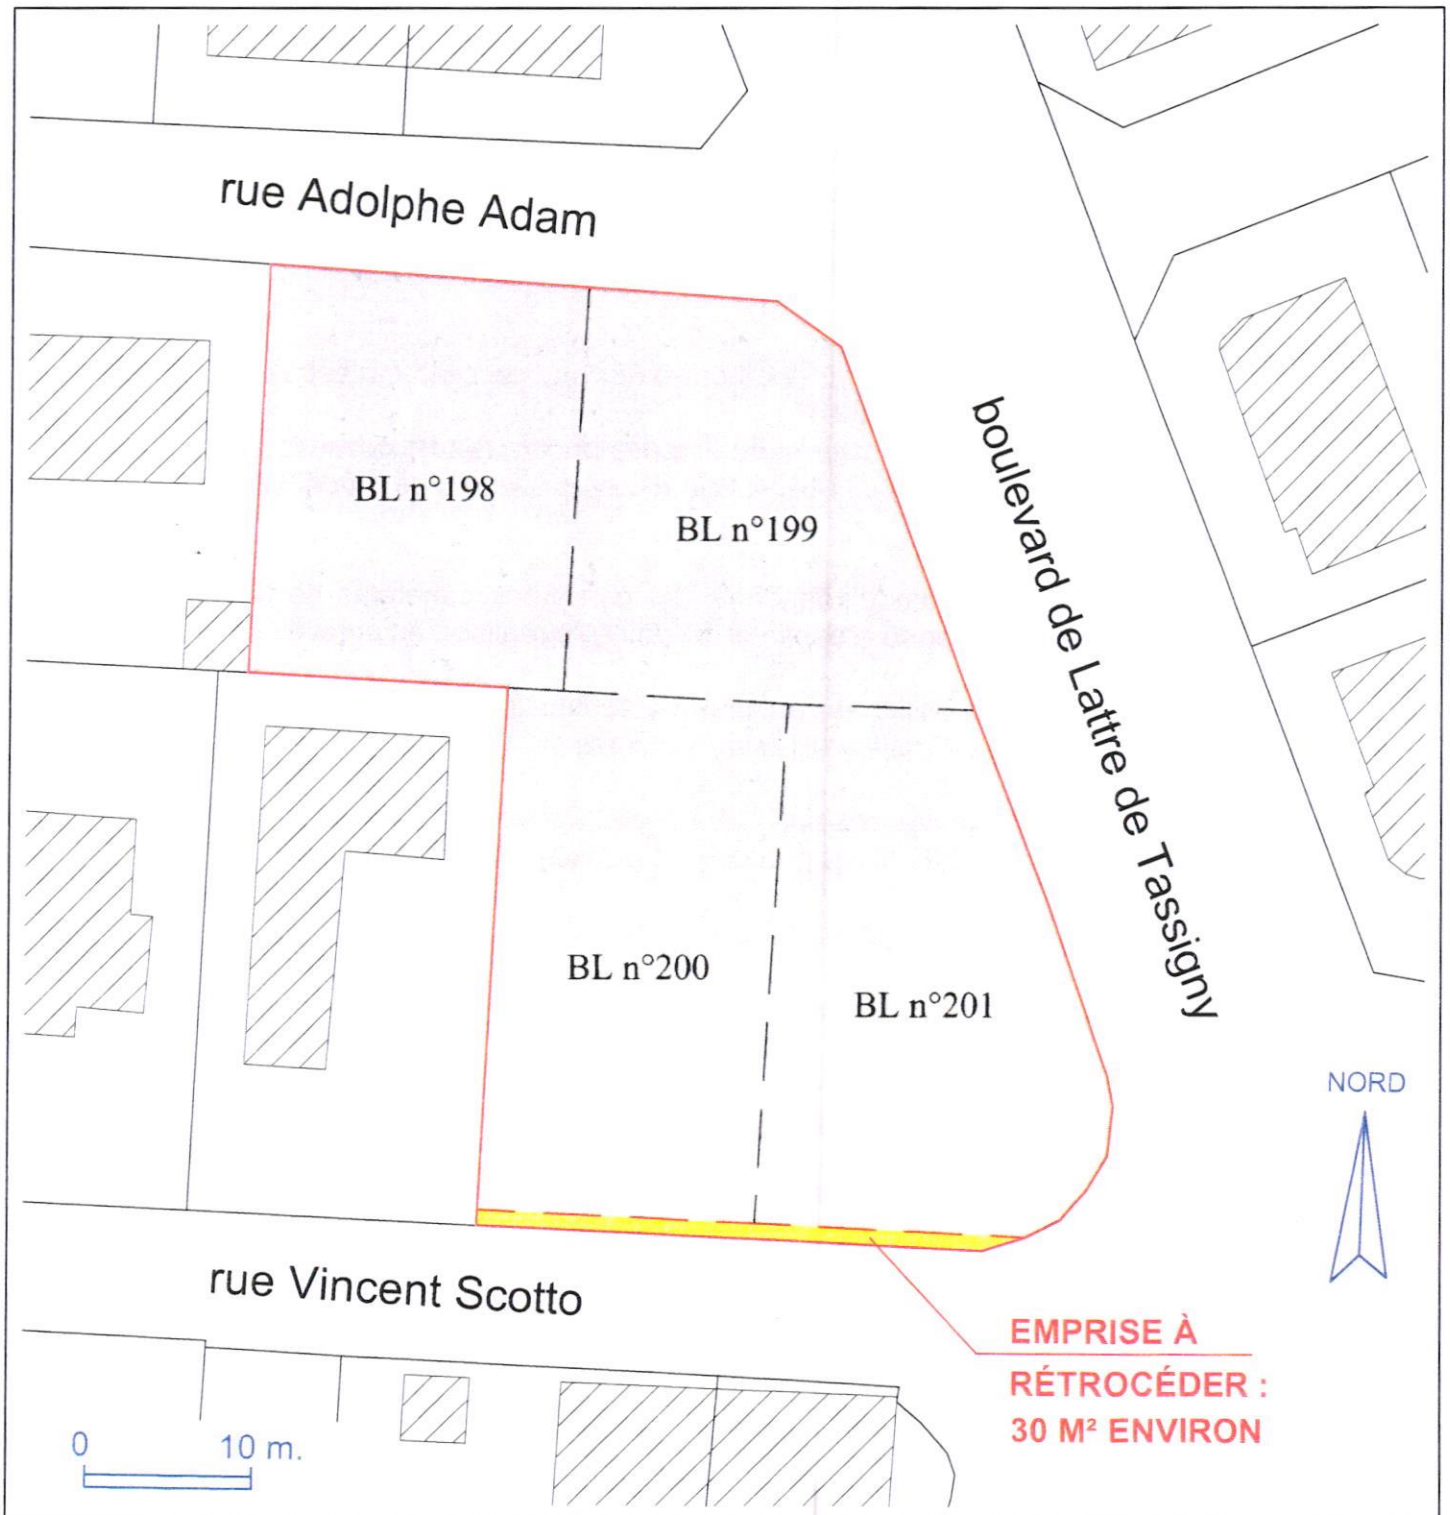 rue Adolphe Adam
boulevard de Lattre de Tassigny
BL n°198
BL n°199
BL n°200
BL n°201
NORD
rue Vincent Scotto
EMPRISE À
RÉTROCÉDER :
30 M² ENVIRON
0 10 m.